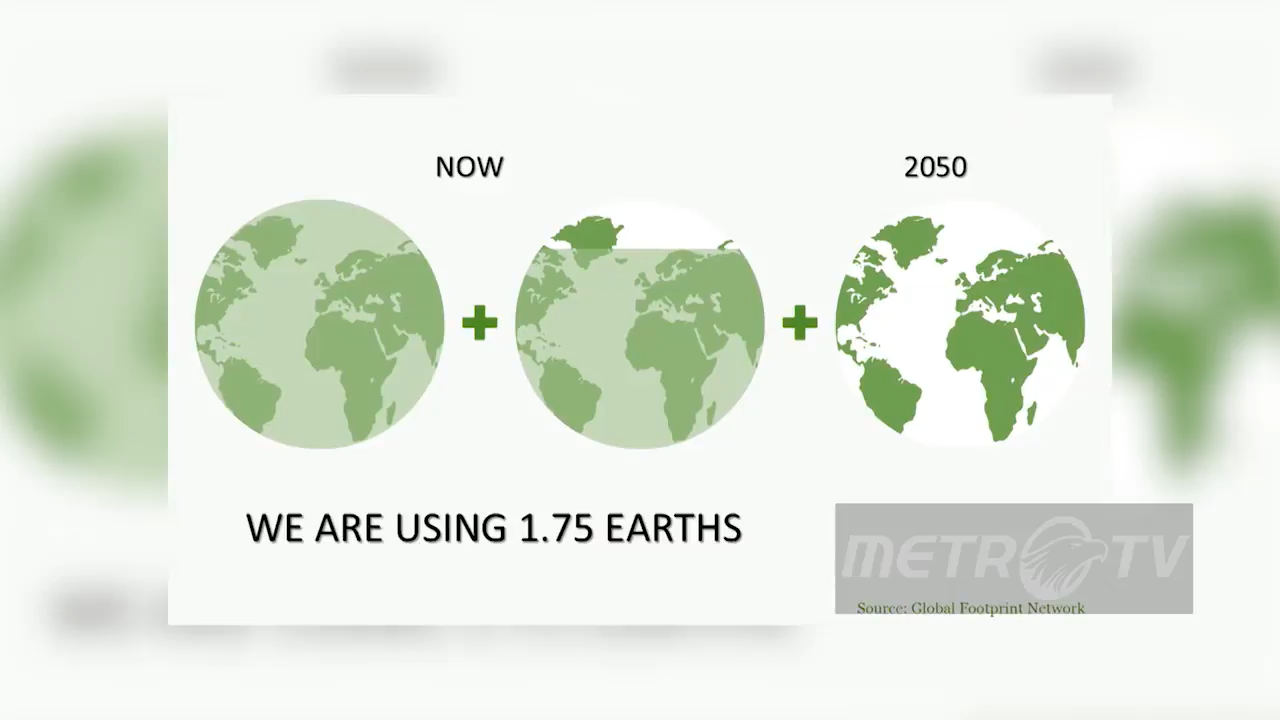 NOW
2050
WE ARE USING 1.75 EARTHS
METRO TV
Source: Global Footprint Network